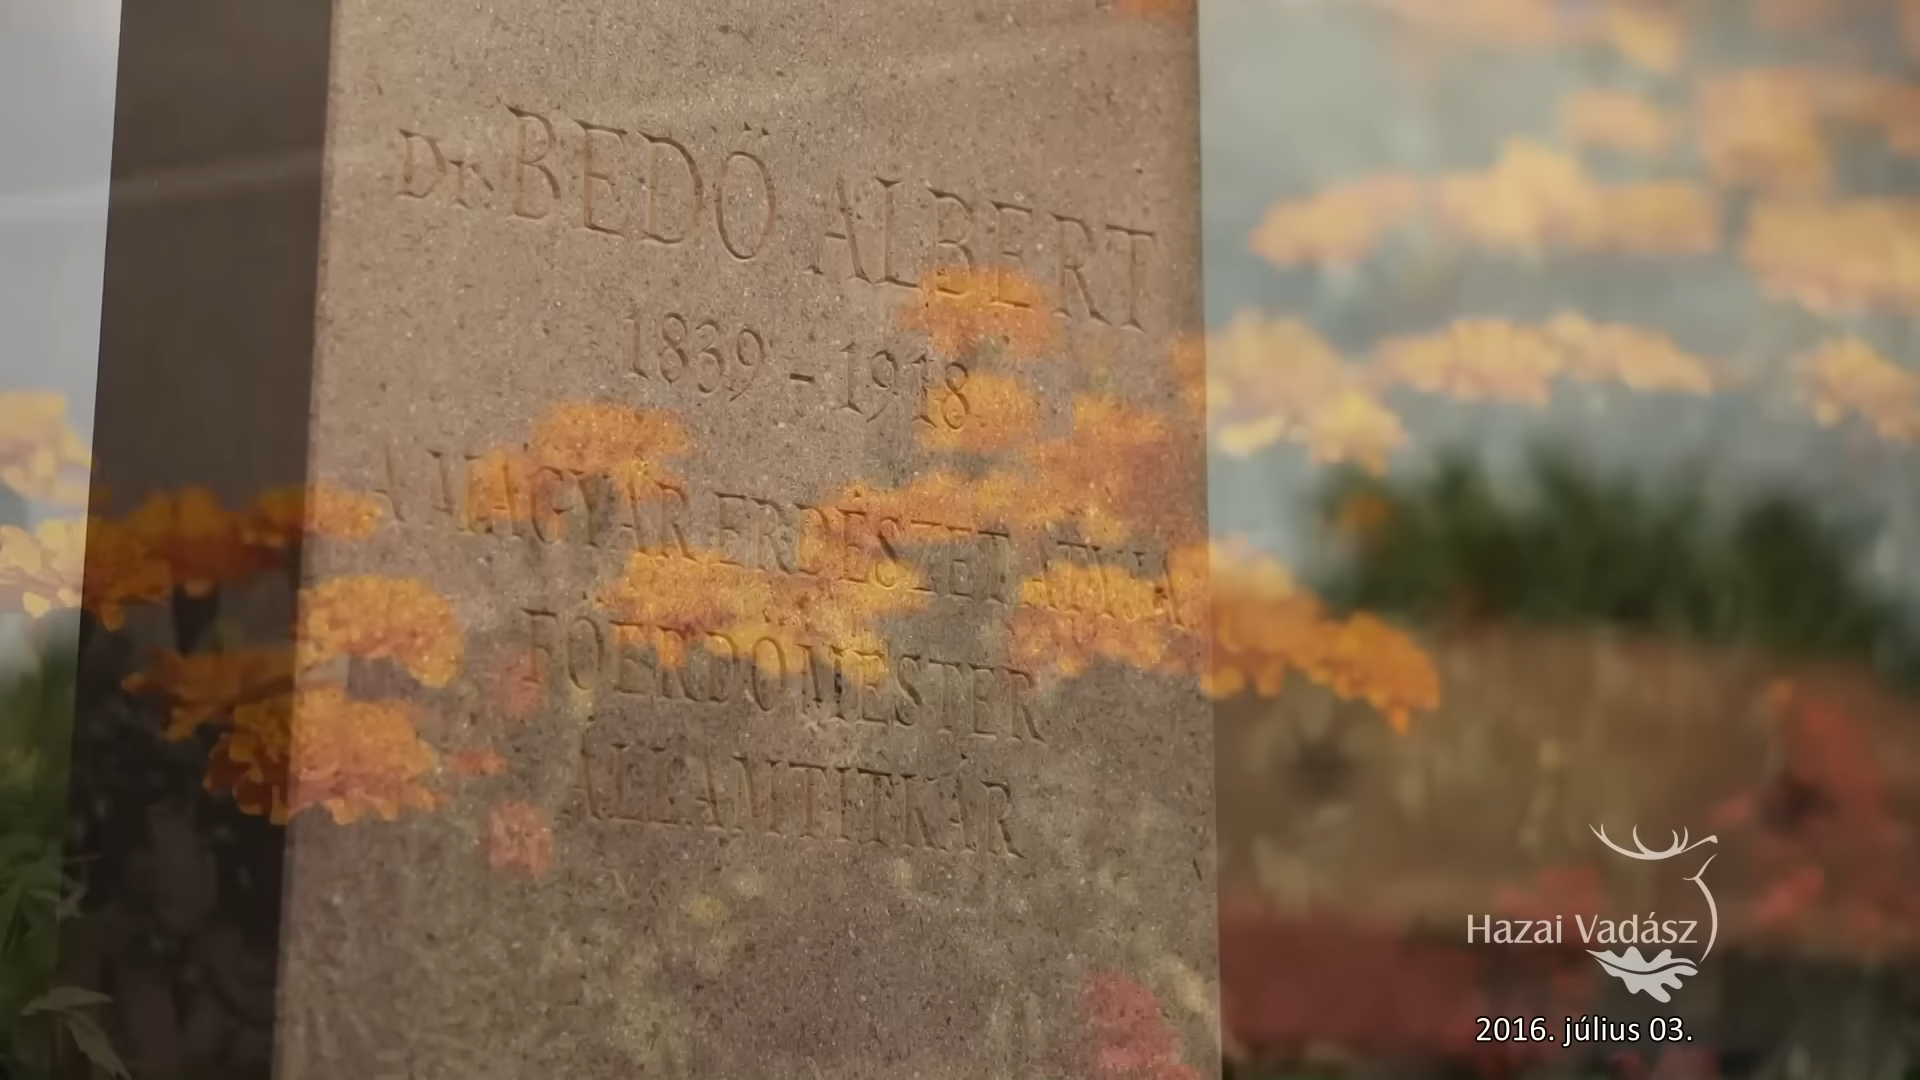 Dr. BEDŐ ALBERT
1839 - 1918
A MAGYAR ERDÉSZET ATYJA
FŐERDŐMESTER
ÁLLAMTITKÁR
Hazai Vadász
2016. július 03.